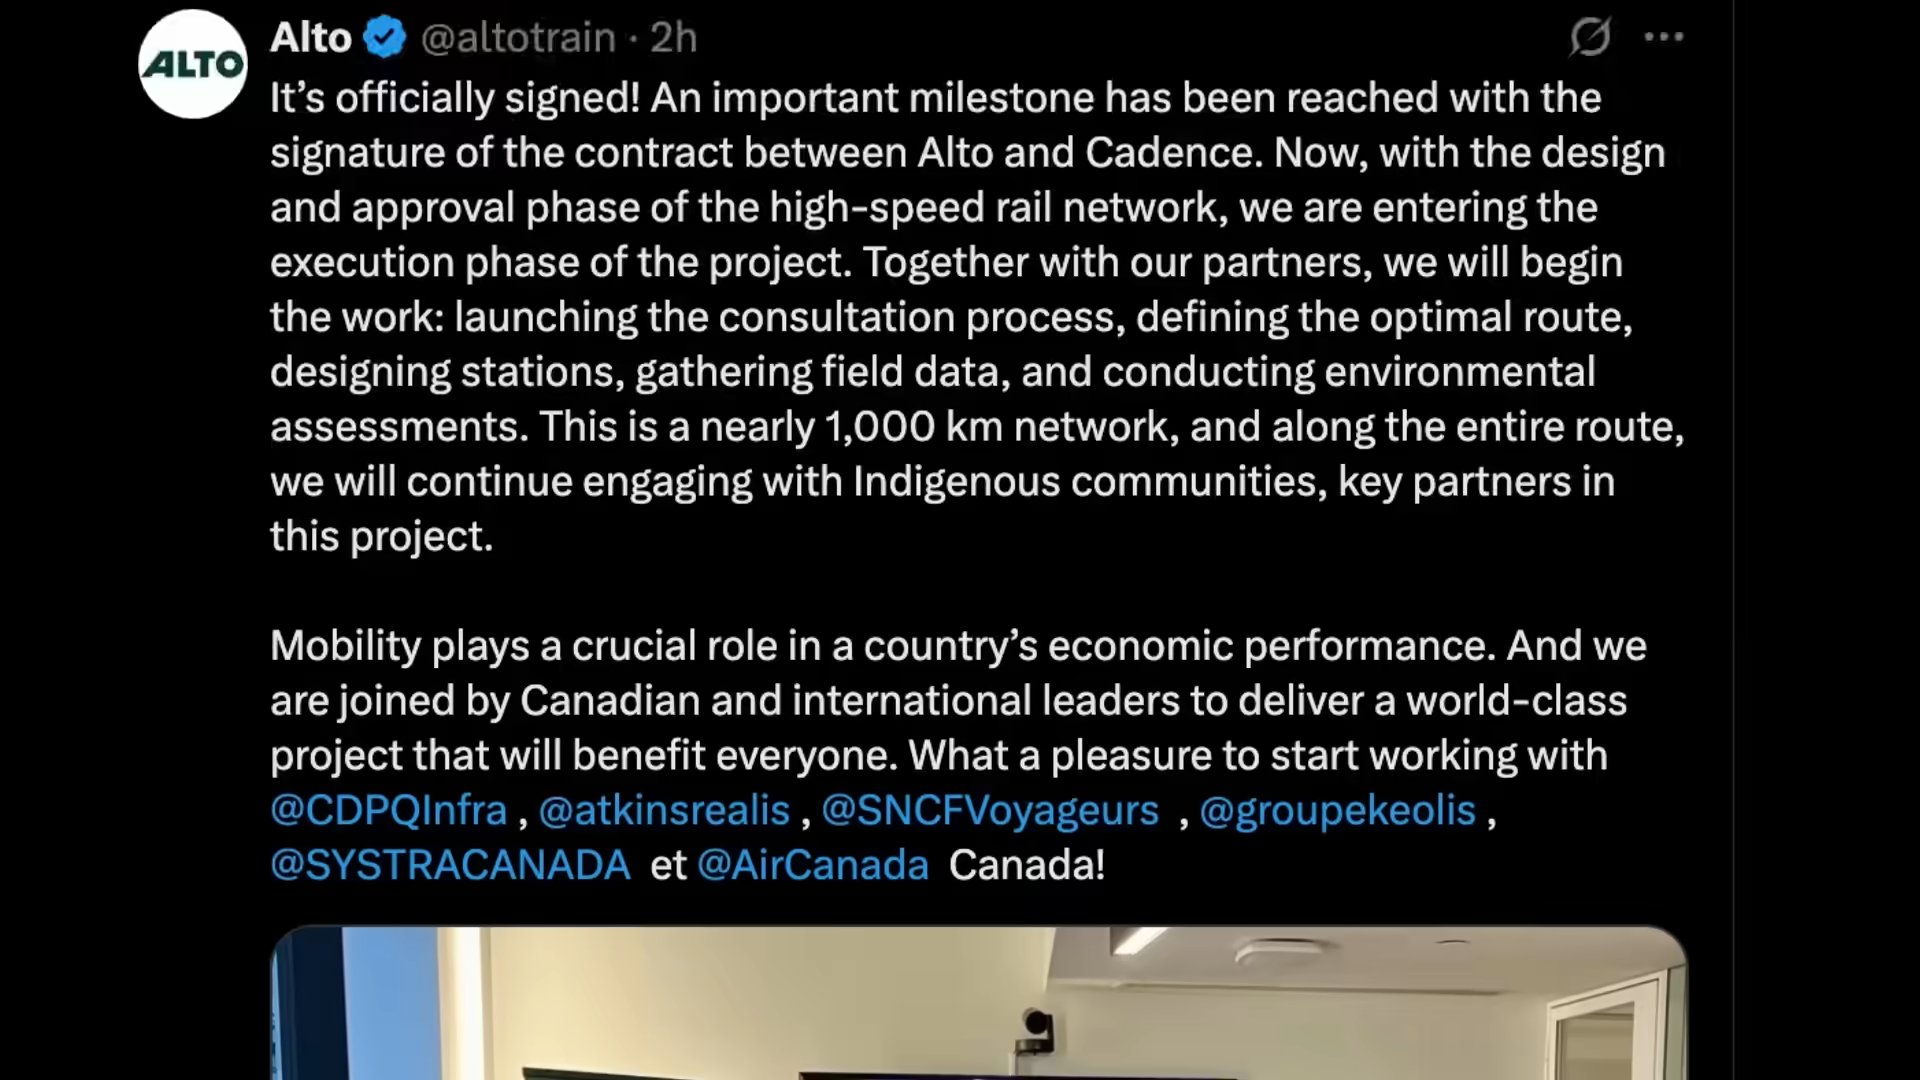 ALTO
Alto @altotrain · 2h
It’s officially signed! An important milestone has been reached with the
signature of the contract between Alto and Cadence. Now, with the design
and approval phase of the high-speed rail network, we are entering the
execution phase of the project. Together with our partners, we will begin
the work: launching the consultation process, defining the optimal route,
designing stations, gathering field data, and conducting environmental
assessments. This is a nearly 1,000 km network, and along the entire route,
we will continue engaging with Indigenous communities, key partners in
this project.
Mobility plays a crucial role in a country’s economic performance. And we
are joined by Canadian and international leaders to deliver a world-class
project that will benefit everyone. What a pleasure to start working with
@CDPQInfra , @atkinsrealis , @SNCFVoyageurs , @groupekeolis ,
@SYSTRACANADA et @AirCanada Canada!